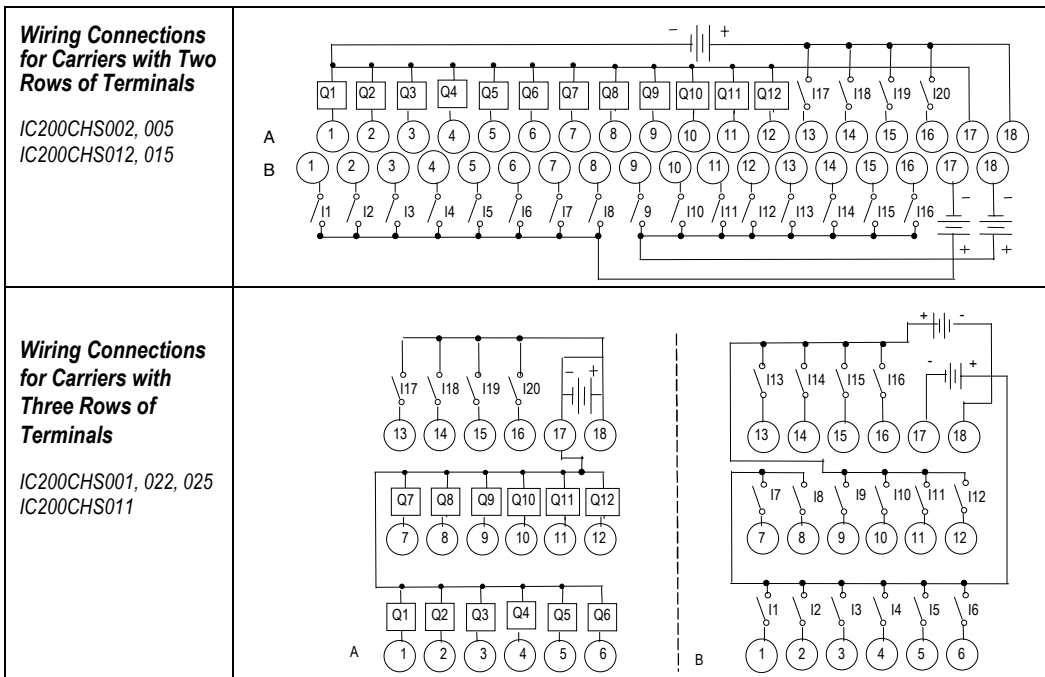 Wiring Connections
for Carriers with Two
Rows of Terminals
IC200CHS002, 005
IC200CHS012, 015
− +
Q1 Q2 Q3 Q4 Q5 Q6 Q7 Q8 Q9 Q10 Q11 Q12 I17 I18 I19 I20
A 1 2 3 4 5 6 7 8 9 10 11 12 13 14 15 16 17 18
B 1 2 3 4 5 6 7 8 9 10 11 12 13 14 15 16 17 18
I1 I2 I3 I4 I5 I6 I7 I8 9 I10 I11 I12 I13 I14 I15 I16
− −
+ +
Wiring Connections
for Carriers with
Three Rows of
Terminals
IC200CHS001, 022, 025
IC200CHS011
I17 I18 I19 I20 − +
13 14 15 16 17 18
Q7 Q8 Q9 Q10 Q11 Q12
7 8 9 10 11 12
Q1 Q2 Q3 Q4 Q5 Q6
A 1 2 3 4 5 6
+ -
- +
I13 I14 I15 I16
13 14 15 16 17 18
I7 I8 I9 I10 I11 I12
7 8 9 10 11 12
I1 I2 I3 I4 I5 I6
B 1 2 3 4 5 6